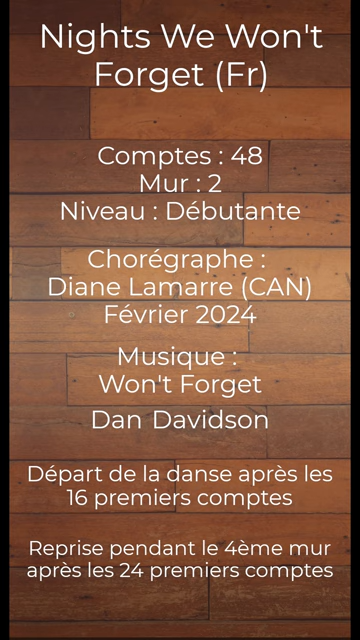 Nights We Won't
Forget (Fr)
Comptes : 48
Mur : 2
Niveau : Débutante
Chorégraphe :
Diane Lamarre (CAN)
Février 2024
Musique :
Won't Forget
Dan Davidson
Départ de la danse après les
16 premiers comptes
Reprise pendant le 4ème mur
après les 24 premiers comptes